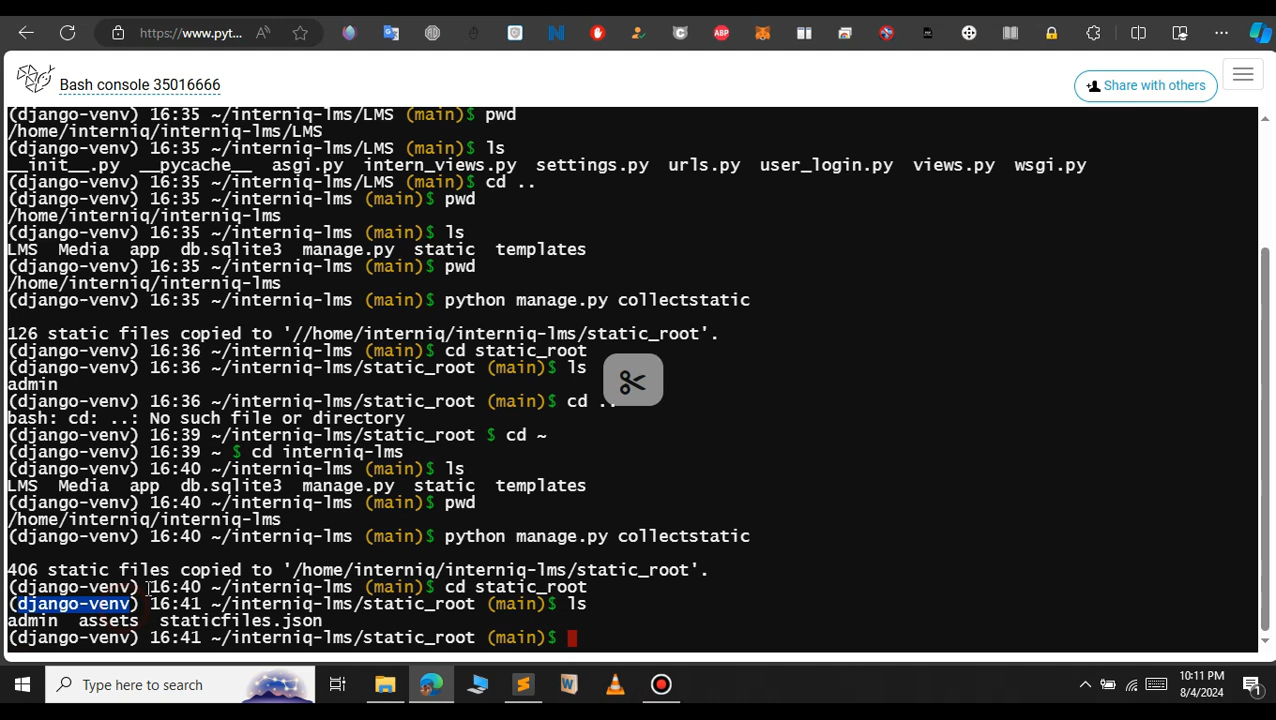 https://www.pyt...
Bash console 35016666
Share with others
(django-venv) 16:35 ~/interniq-lms/LMS (main)$ pwd
/home/interniq/interniq-lms/LMS
(django-venv) 16:35 ~/interniq-lms/LMS (main)$ ls
__init__.py  __pycache__  asgi.py  intern_views.py  settings.py  urls.py  user_login.py  views.py  wsgi.py
(django-venv) 16:35 ~/interniq-lms/LMS (main)$ cd ..
(django-venv) 16:35 ~/interniq-lms (main)$ pwd
/home/interniq/interniq-lms
(django-venv) 16:35 ~/interniq-lms (main)$ ls
LMS  Media  app  db.sqlite3  manage.py  static  templates
(django-venv) 16:35 ~/interniq-lms (main)$ pwd
/home/interniq/interniq-lms
(django-venv) 16:35 ~/interniq-lms (main)$ python manage.py collectstatic
126 static files copied to '//home/interniq/interniq-lms/static_root'.
(django-venv) 16:36 ~/interniq-lms (main)$ cd static_root
(django-venv) 16:36 ~/interniq-lms/static_root (main)$ ls
admin
(django-venv) 16:36 ~/interniq-lms/static_root (main)$ cd ..
bash: cd: ..: No such file or directory
(django-venv) 16:39 ~/interniq-lms/static_root $ cd ~
(django-venv) 16:39 ~ $ cd interniq-lms
(django-venv) 16:40 ~/interniq-lms (main)$ ls
LMS  Media  app  db.sqlite3  manage.py  static  templates
(django-venv) 16:40 ~/interniq-lms (main)$ pwd
/home/interniq/interniq-lms
(django-venv) 16:40 ~/interniq-lms (main)$ python manage.py collectstatic
406 static files copied to '/home/interniq/interniq-lms/static_root'.
(django-venv) 16:40 ~/interniq-lms (main)$ cd static_root
(django-venv) 16:41 ~/interniq-lms/static_root (main)$ ls
admin  assets  staticfiles.json
(django-venv) 16:41 ~/interniq-lms/static_root (main)$
Type here to search
10:11 PM
8/4/2024
1